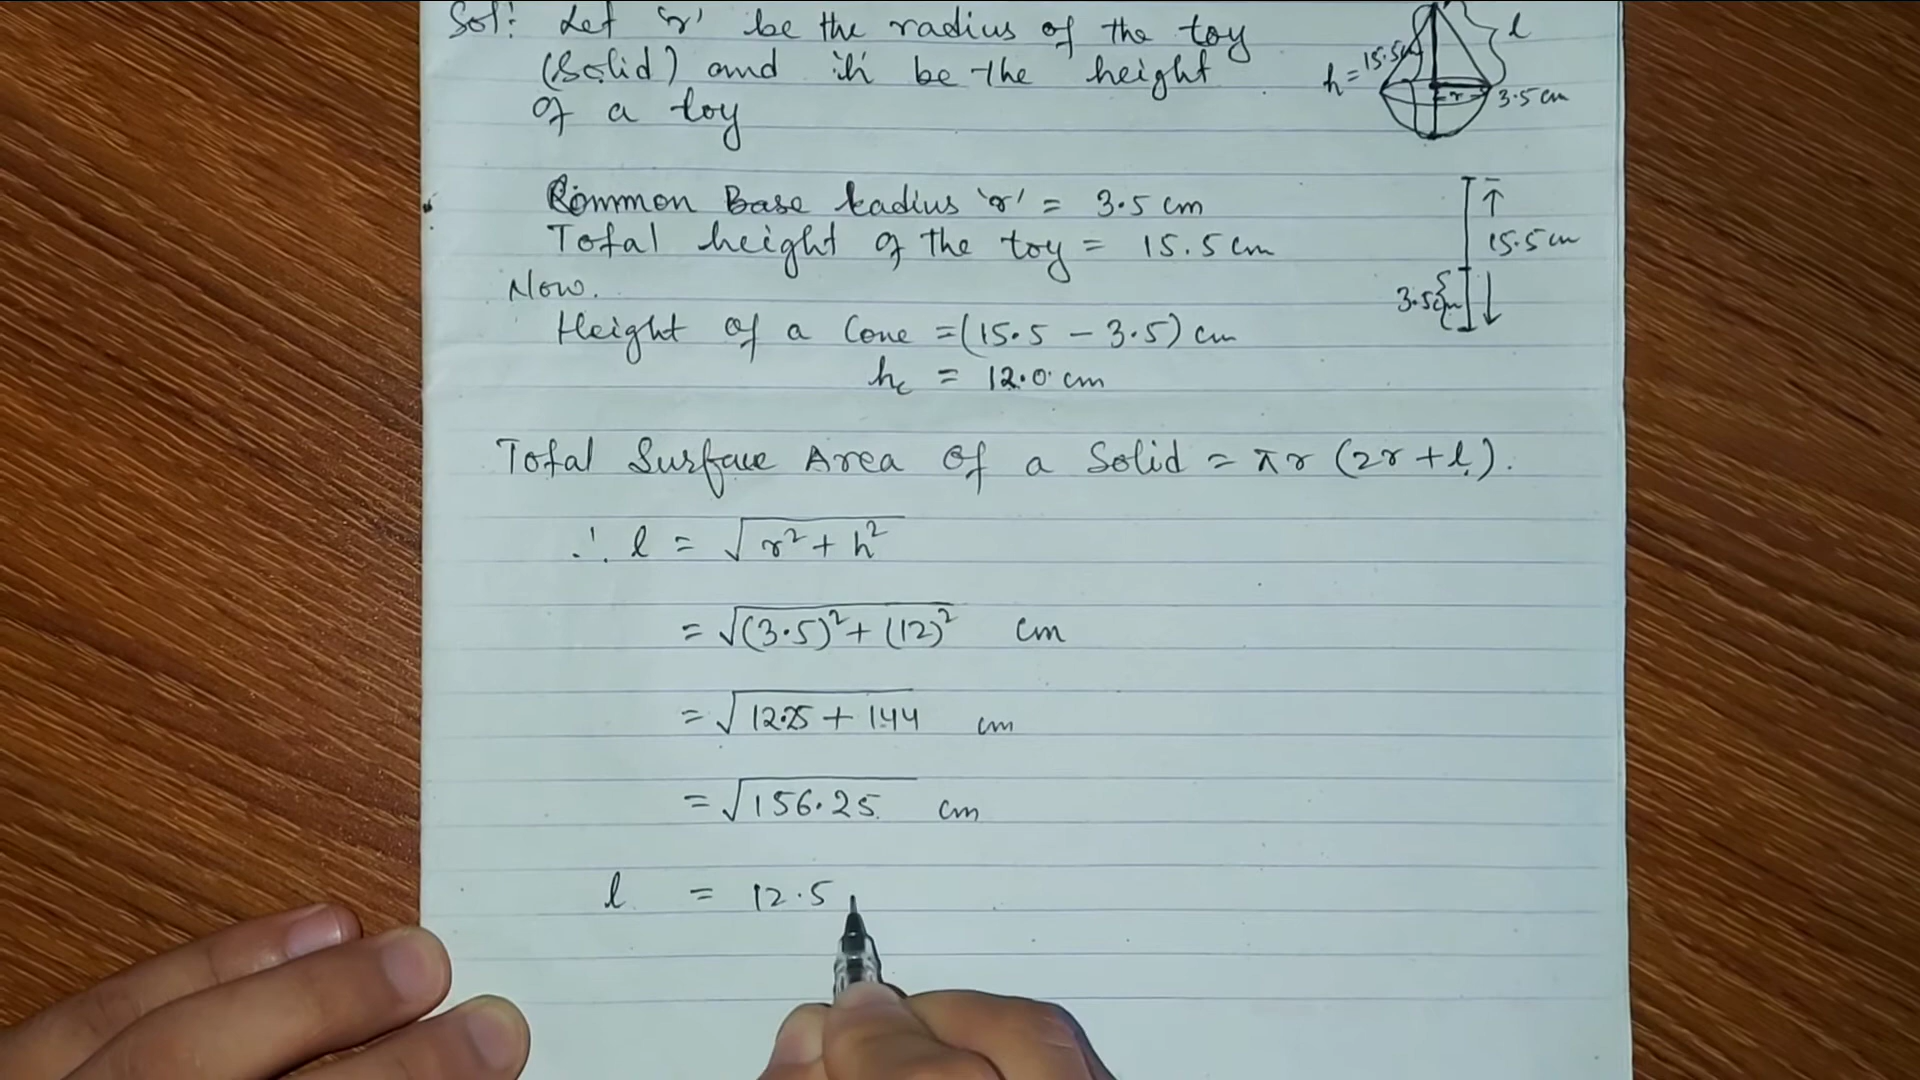 Sol: Let 'r' be the radius of the toy
(Solid) and 'h' be the height
of a toy
l
h = 15.5cm
r
3.5 cm
Common Base radius 'r' = 3.5 cm
Total height of the toy = 15.5 cm
15.5 cm
Now.
3.5cm
Height of a Cone = (15.5 - 3.5) cm
hc = 12.0 cm
Total Surface Area of a Solid = πr (2r + l).
∴ l = √r² + h²
= √(3.5)² + (12)² cm
= √12.25 + 144 cm
= √156.25 cm
l = 12.5